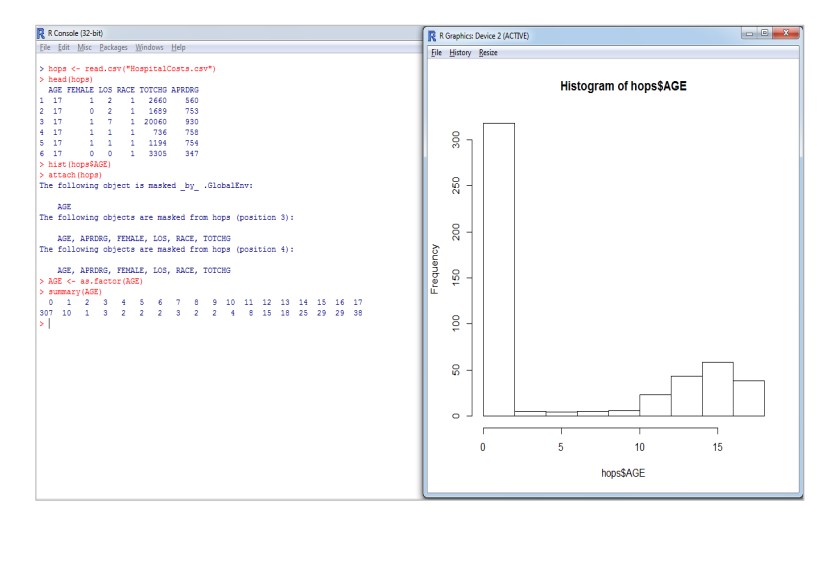 R Console (32-bit)
File Edit Misc Packages Windows Help
> hops <- read.csv("HospitalCosts.csv")
> head(hops)
  AGE FEMALE LOS RACE TOTCHG APRDRG
1  17      1   2    1   2660    560
2  17      0   2    1   1689    753
3  17      1   7    1  20060    930
4  17      1   1    1    736    758
5  17      1   1    1   1194    754
6  17      0   0    1   3305    347
> hist(hops$AGE)
> attach(hops)
The following object is masked _by_ .GlobalEnv:
    AGE
The following objects are masked from hops (position 3):
    AGE, APRDRG, FEMALE, LOS, RACE, TOTCHG
The following objects are masked from hops (position 4):
    AGE, APRDRG, FEMALE, LOS, RACE, TOTCHG
> AGE <- as.factor(AGE)
> summary(AGE)
  0   1   2   3   4   5   6   7   8   9  10  11  12  13  14  15  16  17
307  10   1   3   2   2   2   3   2   2   4   8  15  18  25  29  29  38
>
R Graphics: Device 2 (ACTIVE)
File History Resize
Histogram of hops$AGE
Frequency
300
250
200
150
100
50
0
0 5 10 15
hops$AGE